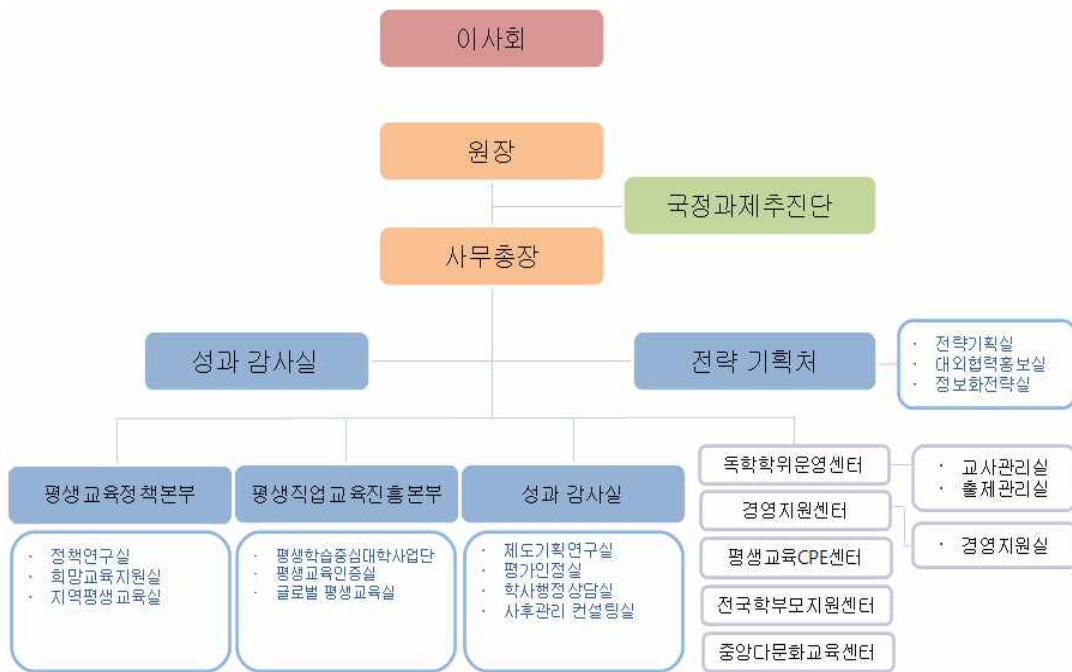 이사회
원장
국정과제추진단
사무총장
성과 감사실
전략 기획처
· 전략기획실
· 대외협력홍보실
· 정보화전략실
평생교육정책본부
평생직업교육진흥본부
성과 감사실
· 정책연구실
· 희망교육지원실
· 지역평생교육실
· 평생학습중심대학사업단
· 평생교육인증실
· 글로벌 평생교육실
· 제도기획연구실
· 평가인정실
· 학사행정상담실
· 사후관리 컨설팅실
독학학위운영센터
· 교사관리실
· 출제관리실
경영지원센터
· 경영지원실
평생교육CPE센터
전국학부모지원센터
중앙다문화교육센터